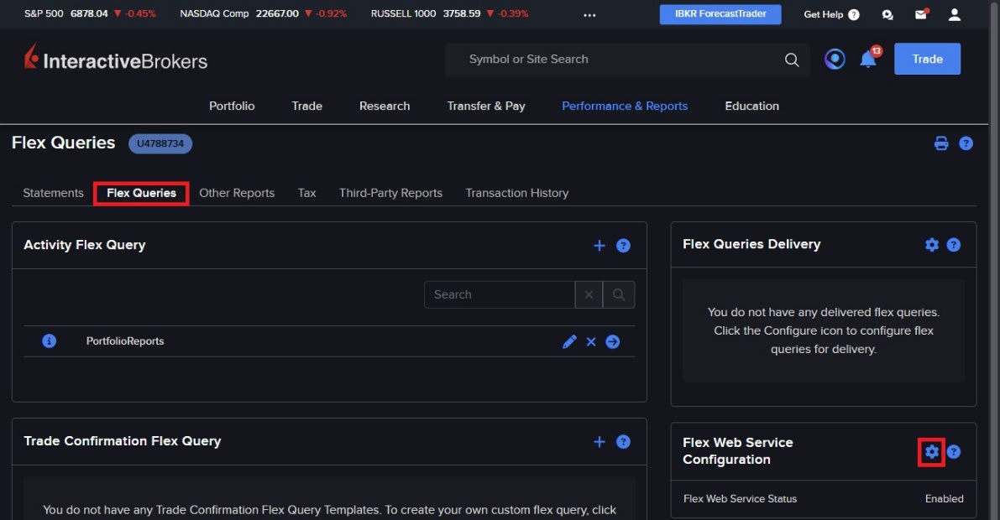 S&P 500 6878.04 ▼ -0.45% NASDAQ Comp 22667.00 ▼ -0.92% RUSSELL 1000 3758.59 ▼ -0.39% ... IBKR ForecastTrader Get Help ?
InteractiveBrokers Symbol or Site Search 13 Trade
Portfolio Trade Research Transfer & Pay Performance & Reports Education
Flex Queries U4788734 ?
Statements Flex Queries Other Reports Tax Third-Party Reports Transaction History
Activity Flex Query + ?
Search ×
i PortfolioReports
Trade Confirmation Flex Query + ?
You do not have any Trade Confirmation Flex Query Templates. To create your own custom flex query, click
Flex Queries Delivery ?
You do not have any delivered flex queries.
Click the Configure icon to configure flex
queries for delivery.
Flex Web Service
Configuration ?
Flex Web Service Status Enabled